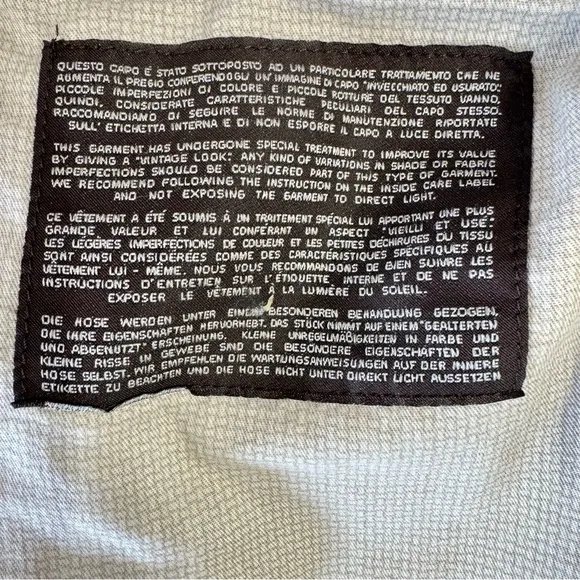 QUESTO CAPO È STATO SOTTOPOSTO AD UN PARTICOLARE TRATTAMENTO CHE NE
AUMENTA IL PREGIO CONFERENDOGLI UN'IMMAGINE DI CAPO "INVECCHIATO ED USURATO".
PICCOLE IMPERFEZIONI DI COLORE E PICCOLE ROTTURE DEL TESSUTO VANNO,
QUINDI, CONSIDERATE CARATTERISTICHE PECULIARI DEL CAPO STESSO.
RACCOMANDIAMO DI SEGUIRE LE NORME DI MANUTENZIONE RIPORTATE
SULL'ETICHETTA INTERNA E DI NON ESPORRE IL CAPO A LUCE DIRETTA.
THIS GARMENT HAS UNDERGONE SPECIAL TREATMENT TO IMPROVE ITS VALUE
BY GIVING A "VINTAGE LOOK". ANY KIND OF VARIATIONS IN SHADE OR FABRIC
IMPERFECTIONS SHOULD BE CONSIDERED PART OF THIS TYPE OF GARMENT.
WE RECOMMEND FOLLOWING THE INSTRUCTION ON THE INSIDE CARE LABEL
AND NOT EXPOSING THE GARMENT TO DIRECT LIGHT.
CE VÊTEMENT A ÉTÉ SOUMIS À UN TRAITEMENT SPÉCIAL LUI APPORTANT UNE PLUS
GRANDE VALEUR ET LUI CONFÉRANT UN ASPECT "VIEILLI ET USÉ".
LES LÉGÈRES IMPERFECTIONS DE COULEUR ET LES PETITES DÉCHIRURES DU TISSU
SONT AINSI CONSIDÉRÉES COMME DES CARACTÉRISTIQUES SPÉCIFIQUES AU
VÊTEMENT LUI - MÊME. NOUS VOUS RECOMMANDONS DE BIEN SUIVRE LES
INSTRUCTIONS D'ENTRETIEN SUR L'ÉTIQUETTE INTERNE ET DE NE PAS
EXPOSER LE VÊTEMENT À LA LUMIÈRE DU SOLEIL.
DIE HOSE WERDEN UNTER EINER BESONDEREN BEHANDLUNG GEZOGEIN,
DIE IHRE EIGENSCHAFTEN HERVORHEBT. DAS STÜCK NIMMT AUF EINEM "GEALTERTEN
UND ABGENUTZT" ERSCHEINUNG. KLEINE UNREGELMÄßIGKEITEN IN FARBE UND
KLEINE RISSE IN GEWEBE SIND DIE BESONDERE EIGENSCHAFTEN DER
HOSE SELBST. WIR EMPFEHLEN DIE WARTUNGSANWEISUNGEN AUF DER INNERE
ETIKETTE ZU BEACHTEN UND DIE HOSE NICHT UNTER DIREKT LICHT AUSSETZEN